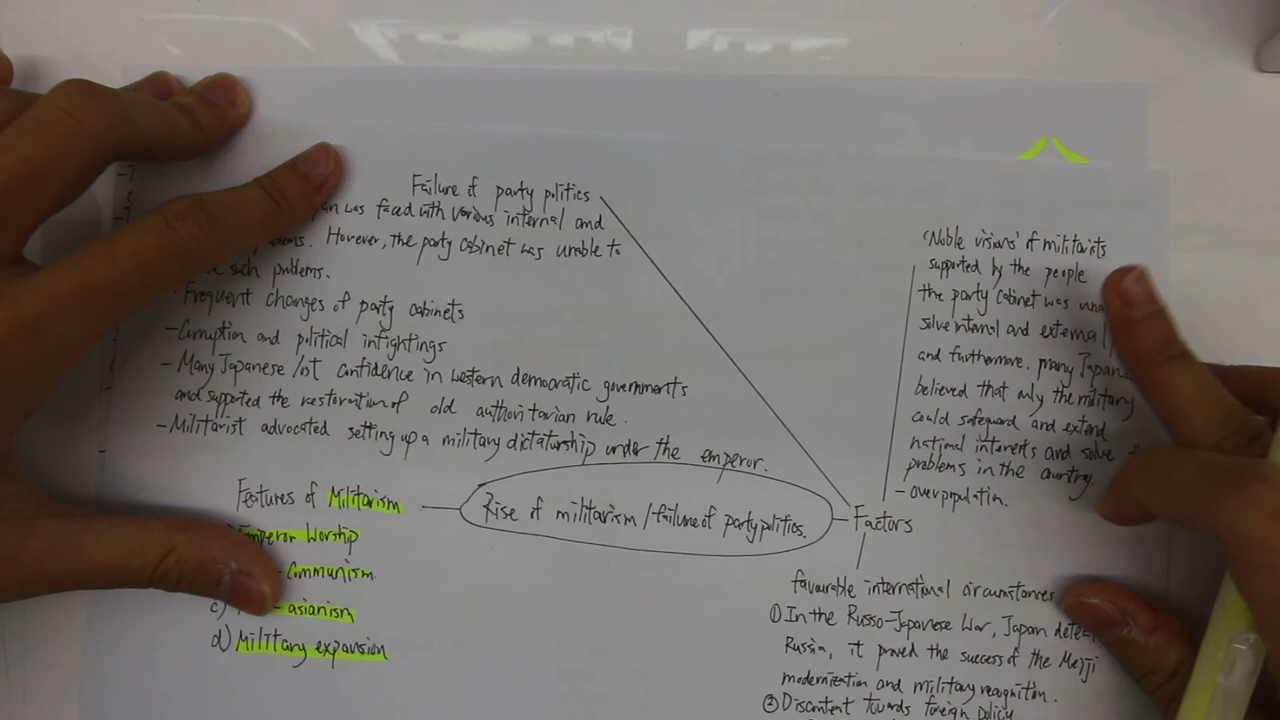 Failure of party politics
was faced with various internal and
However, the party cabinet was unable to
such problems.
- Frequent changes of party cabinets
- Corruption and political infightings
- Many Japanese lost confidence in western democratic governments
and supported the restoration of old authoritarian rule.
- Militarist advocated setting up a military dictaturship under the emperor.
Features of Militarism
Emperor Worship
- Communism
c) - asianism
d) Military expansion
Rise of militarism / failure of party politics.
Factors
'Noble visions' of militarists
supported by the people
the party cabinet was
solve internal and external
and furthermore, many
believed that only the military
could safeguard and extend
national interests and solve
problems in the country
- Overpopulation.
favourable international circumstances
① In the Russo-Japanese War, Japan
Russia, it proved the success of the Meiji
modernization and military recognition.
② Discontent towards foreign policy